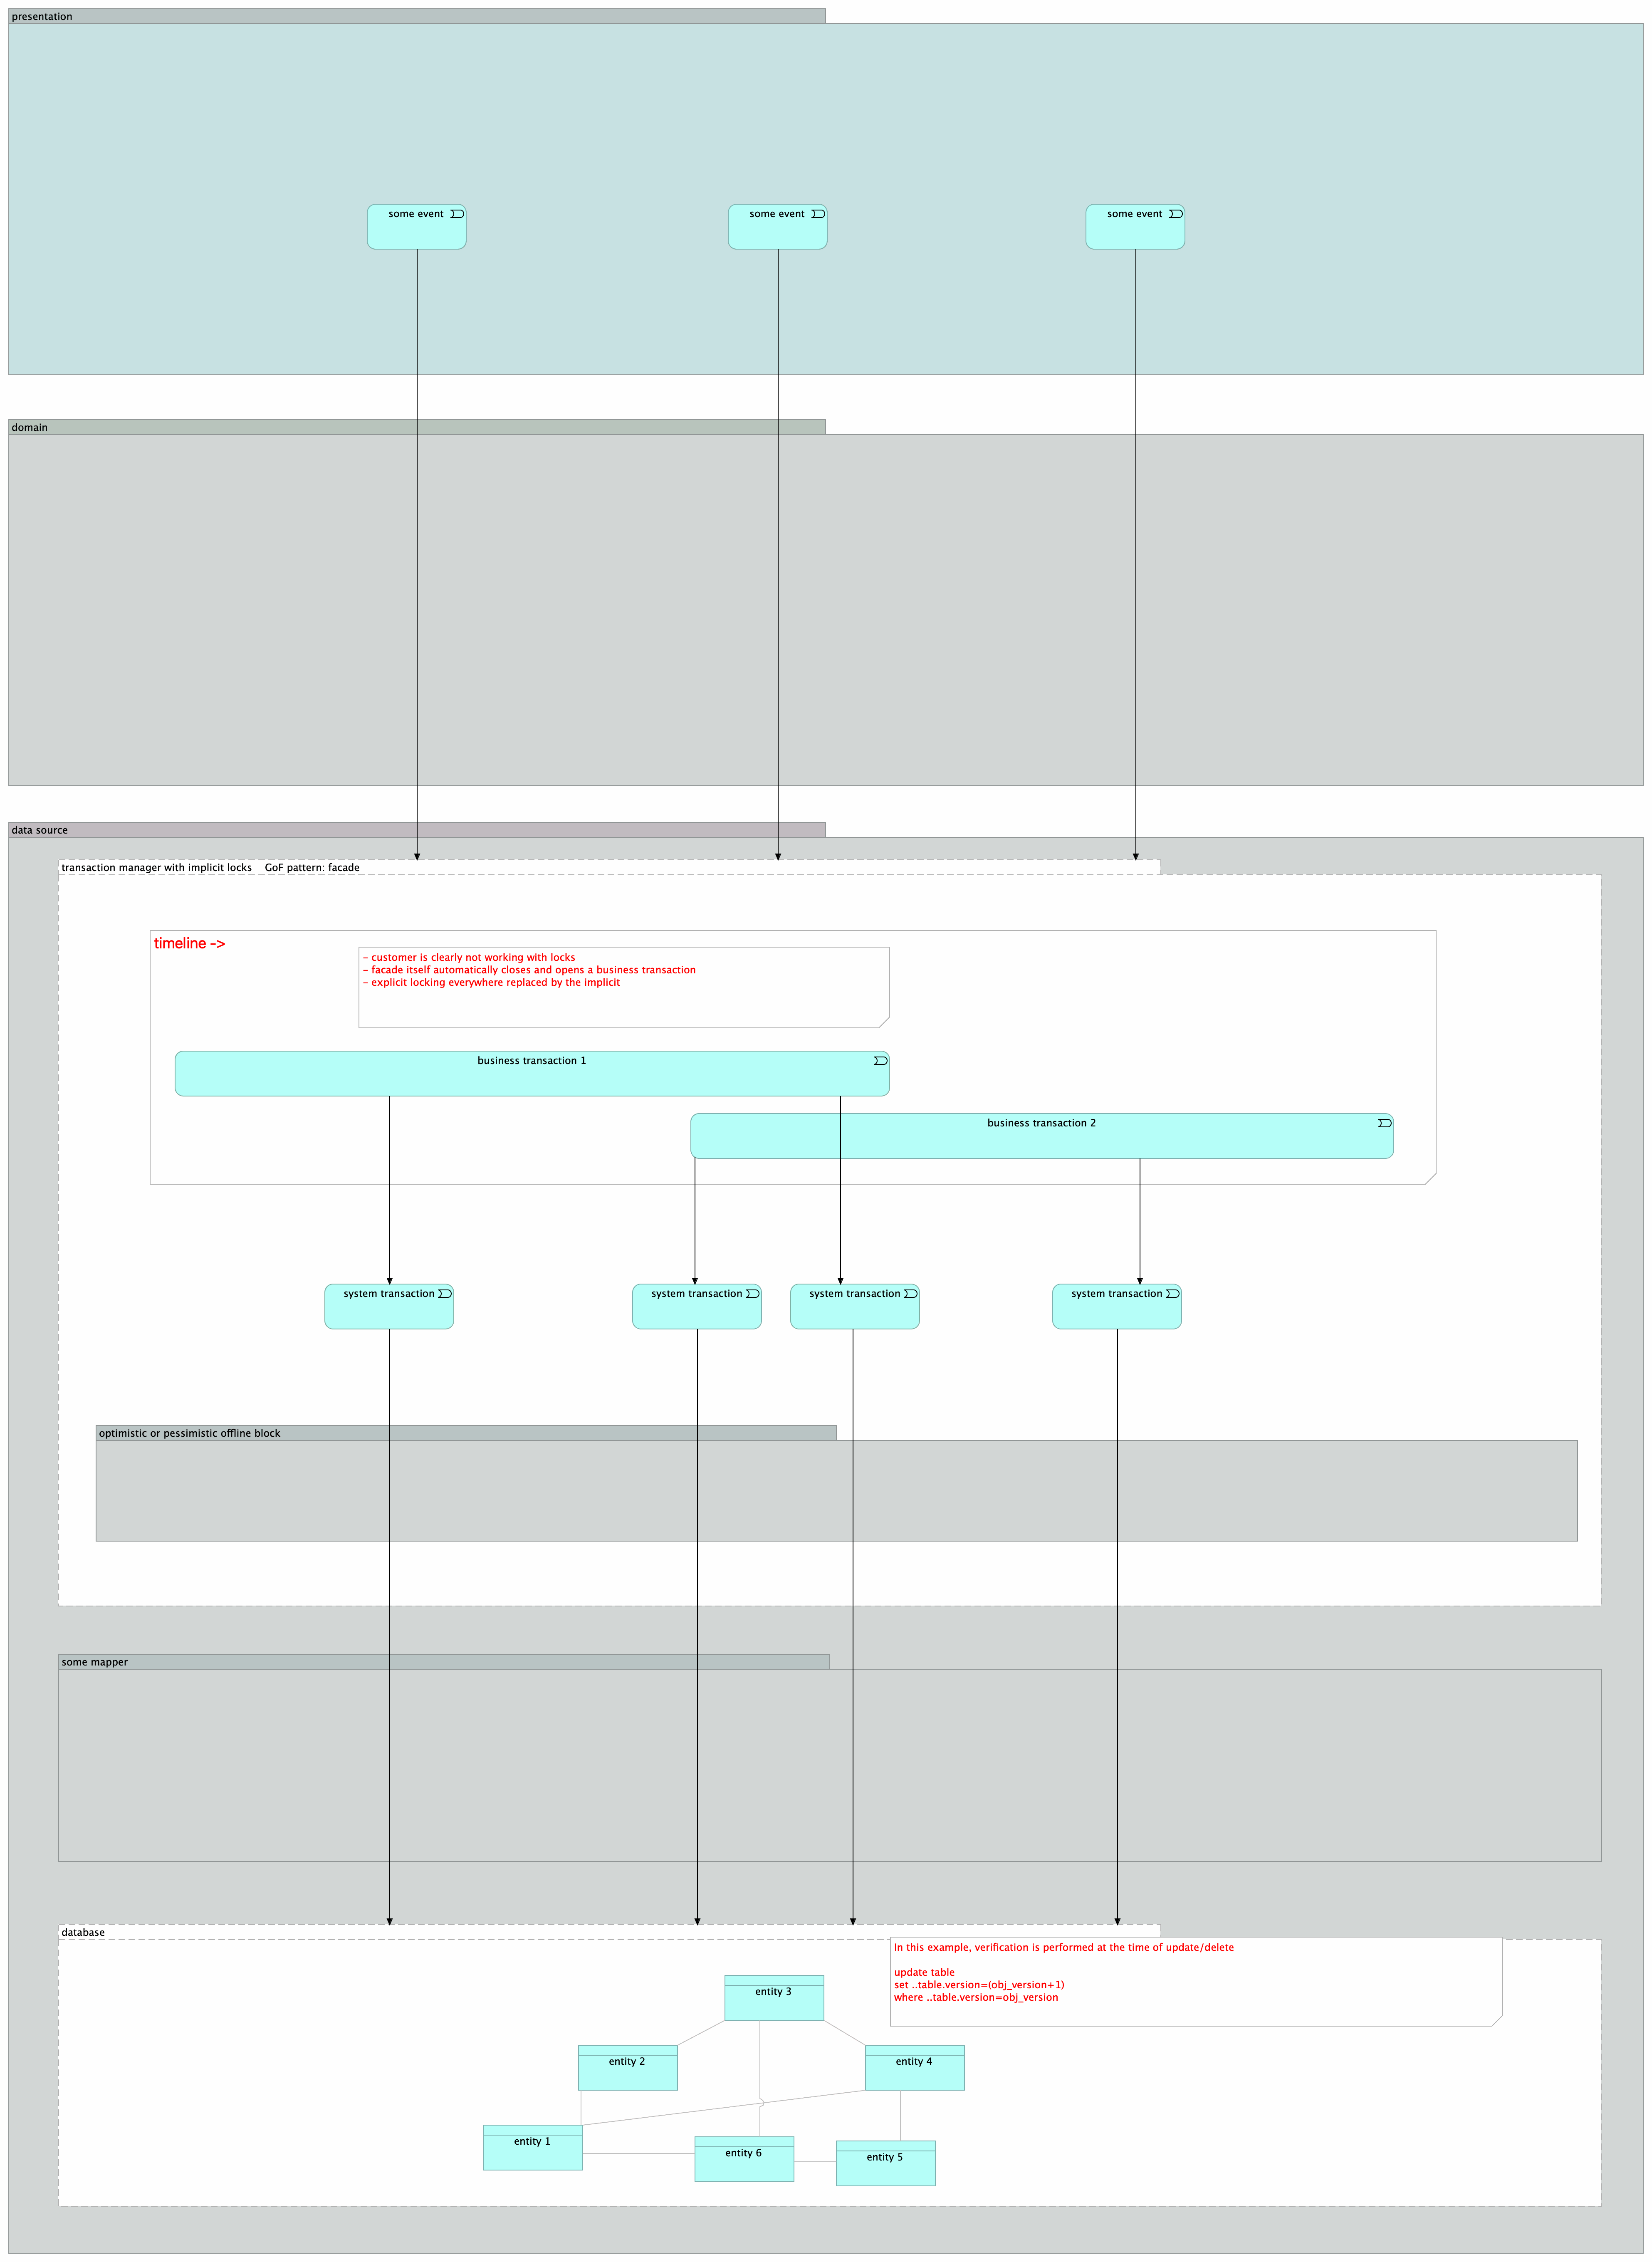 presentation
some event
some event
some event
domain
data source
transaction manager with implicit locks    GoF pattern: facade
timeline ->
- customer is clearly not working with locks
- facade itself automatically closes and opens a business transaction
- explicit locking everywhere replaced by the implicit
business transaction 1
business transaction 2
system transaction
system transaction
system transaction
system transaction
optimistic or pessimistic offline block
some mapper
database
In this example, verification is performed at the time of update/delete
update table
set ..table.version=(obj_version+1)
where ..table.version=obj_version
entity 3
entity 2
entity 4
entity 1
entity 6
entity 5